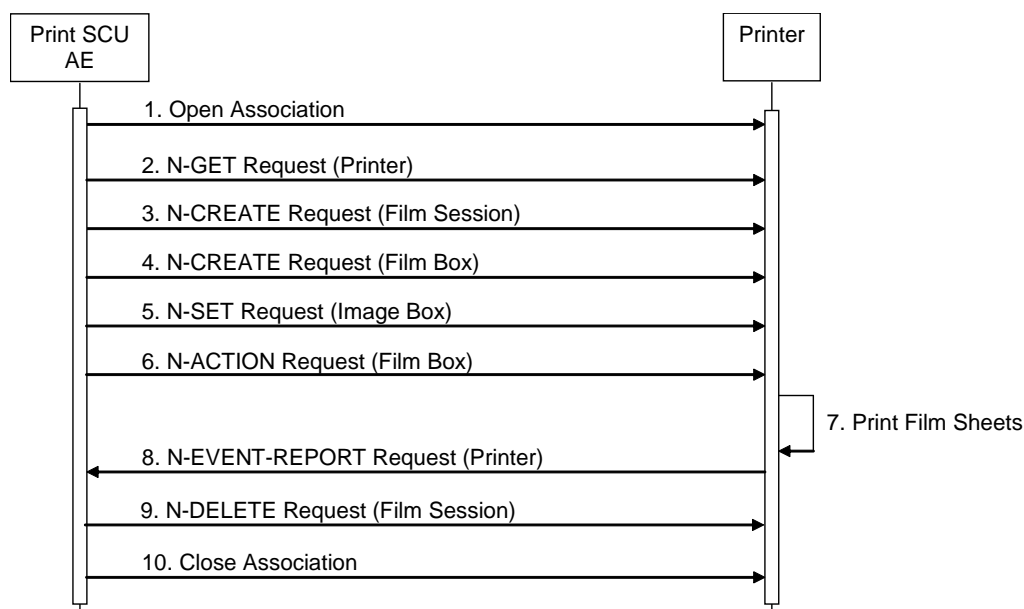 Print SCU
AE
Printer
1. Open Association
2. N-GET Request (Printer)
3. N-CREATE Request (Film Session)
4. N-CREATE Request (Film Box)
5. N-SET Request (Image Box)
6. N-ACTION Request (Film Box)
7. Print Film Sheets
8. N-EVENT-REPORT Request (Printer)
9. N-DELETE Request (Film Session)
10. Close Association